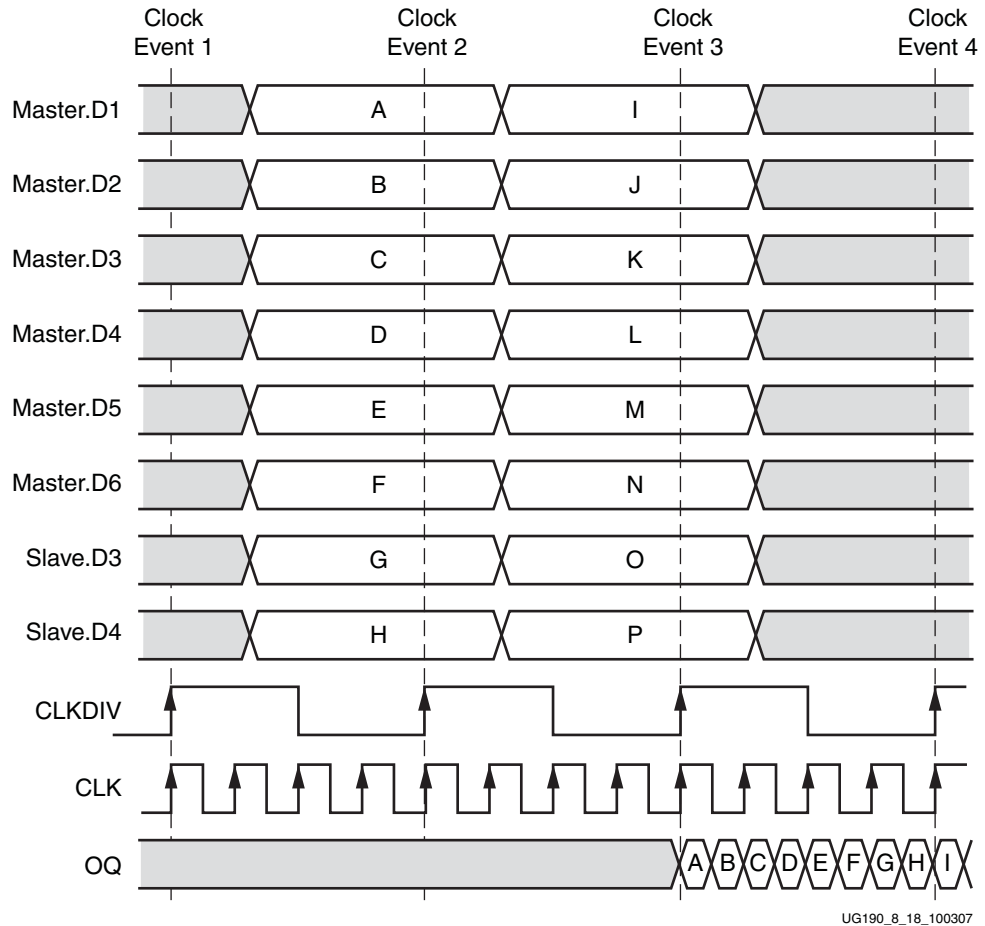 Clock Event 1
Clock Event 2
Clock Event 3
Clock Event 4
Master.D1 A I
Master.D2 B J
Master.D3 C K
Master.D4 D L
Master.D5 E M
Master.D6 F N
Slave.D3 G O
Slave.D4 H P
CLKDIV
CLK
OQ A B C D E F G H I
UG190_8_18_100307